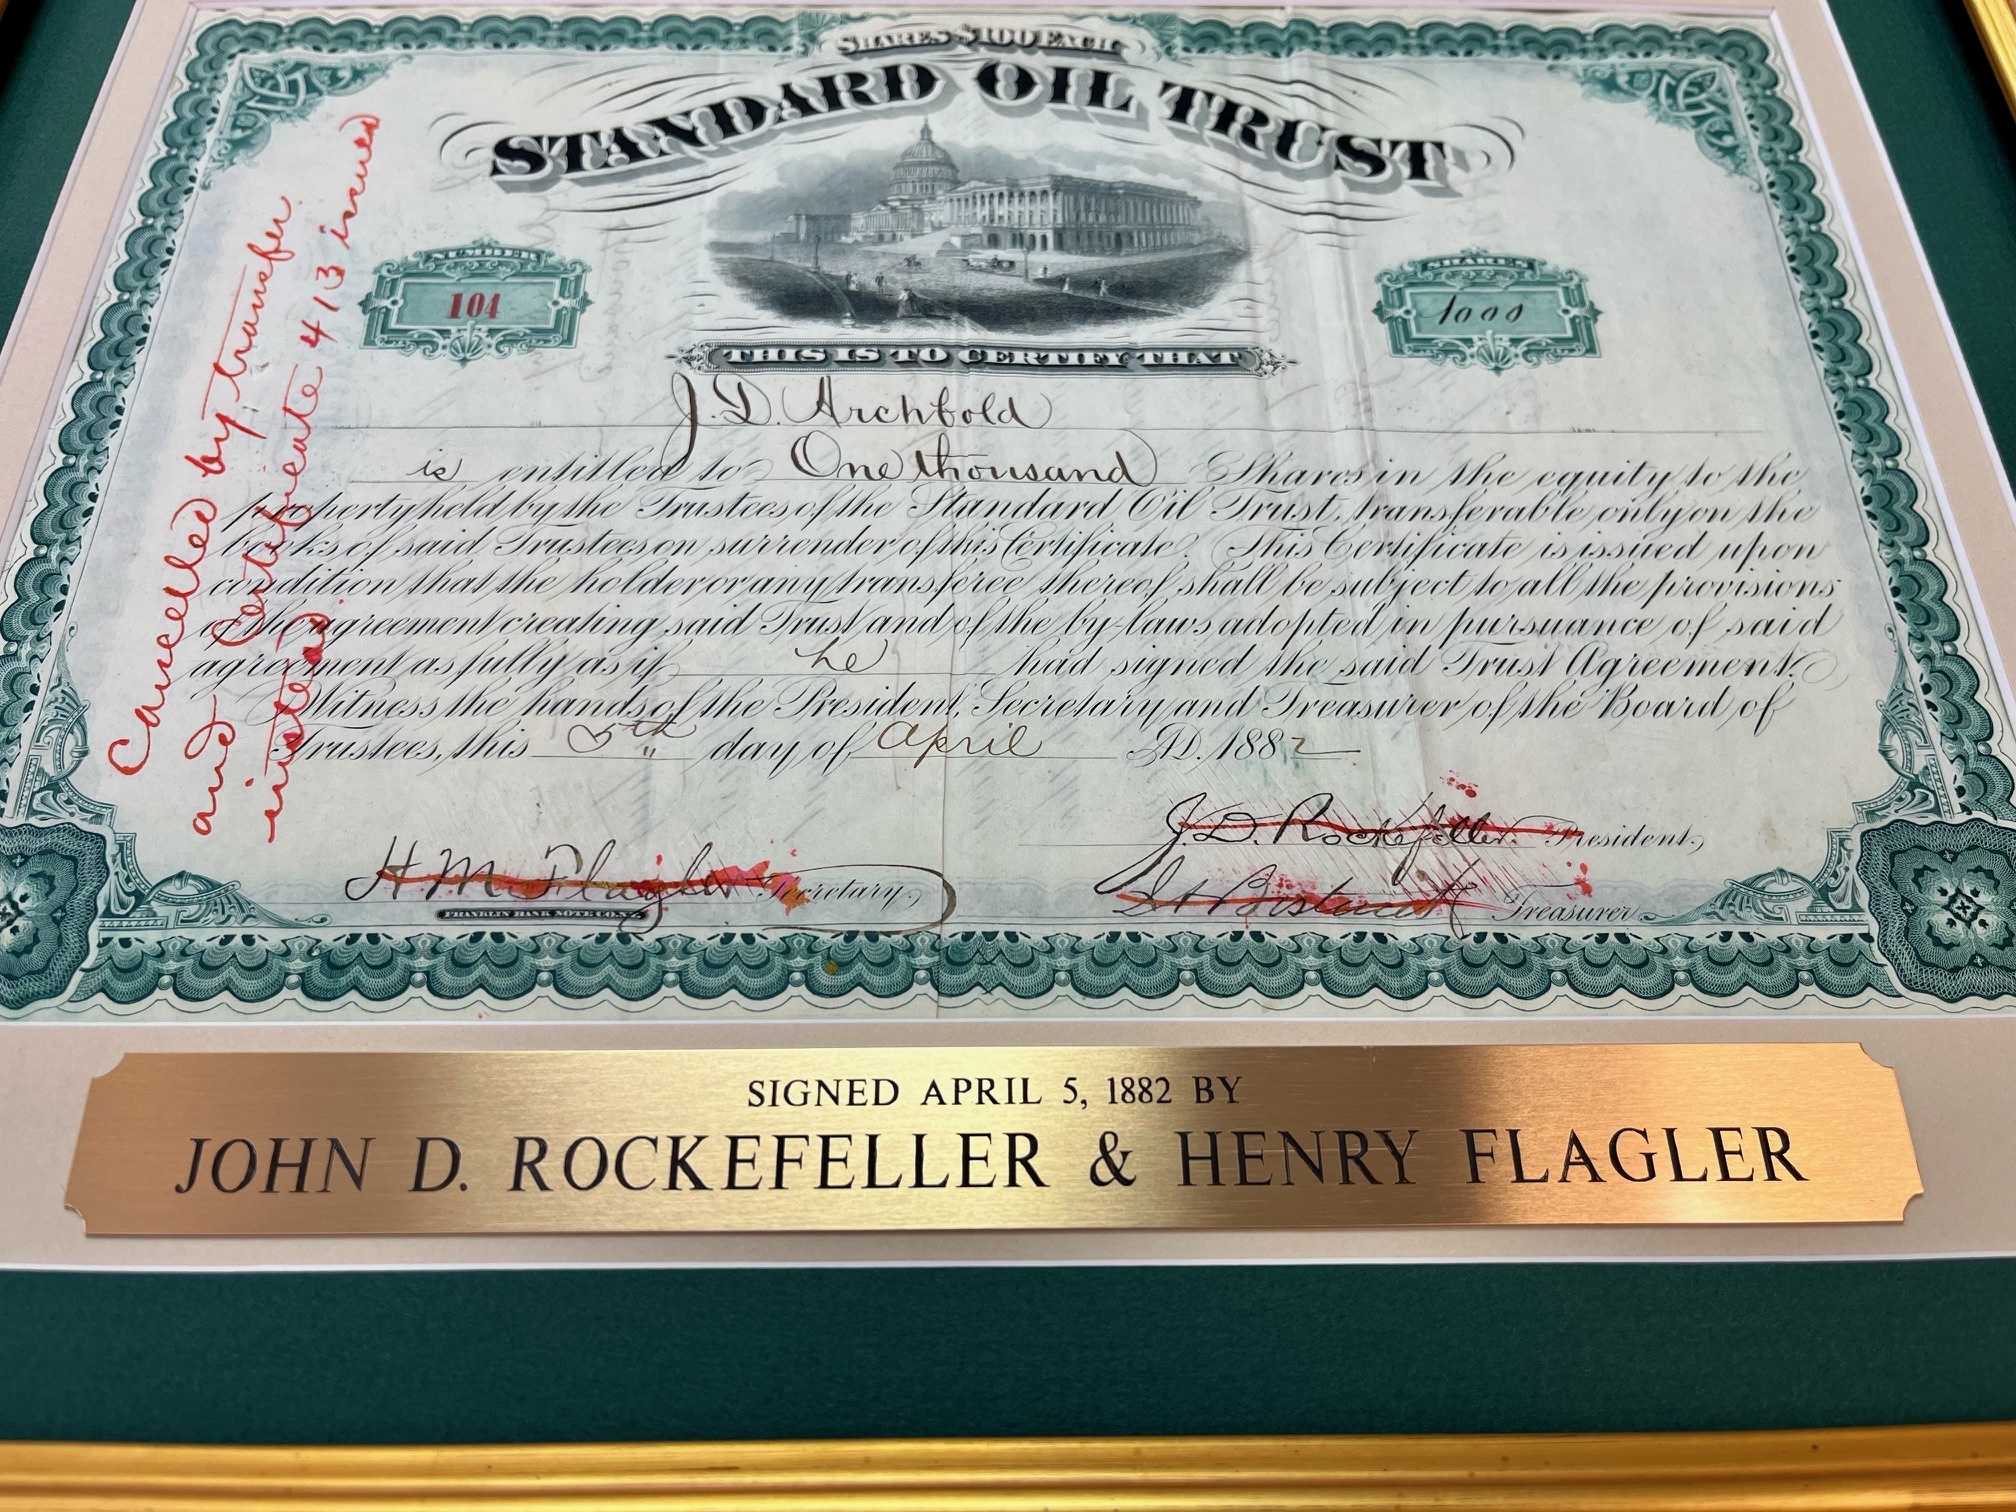 SHARES $100 EACH
STANDARD OIL TRUST
NUMBER
104
SHARES
1000
THIS IS TO CERTIFY THAT
J. D. Archbold
is entitled to One thousand Shares in the equity to the
property held by the Trustees of the Standard Oil Trust, transferable only on the
books of said Trustees on surrender of this Certificate. This Certificate is issued upon
condition that the holder or any transferee thereof shall be subject to all the provisions
of the agreement creating said Trust and of the by-laws adopted in pursuance of said
agreement as fully as if he had signed the said Trust Agreement.
Witness the hands of the President, Secretary and Treasurer of the Board of
Trustees, this 5th day of April A.D. 1882
J. D. Rockefeller President,
H M Flagler Secretary,
Treasurer
FRANKLIN BANK NOTE CO. N.Y.
Cancelled by transfer
and Certificate 413 issued
instead.
SIGNED APRIL 5, 1882 BY
JOHN D. ROCKEFELLER & HENRY FLAGLER